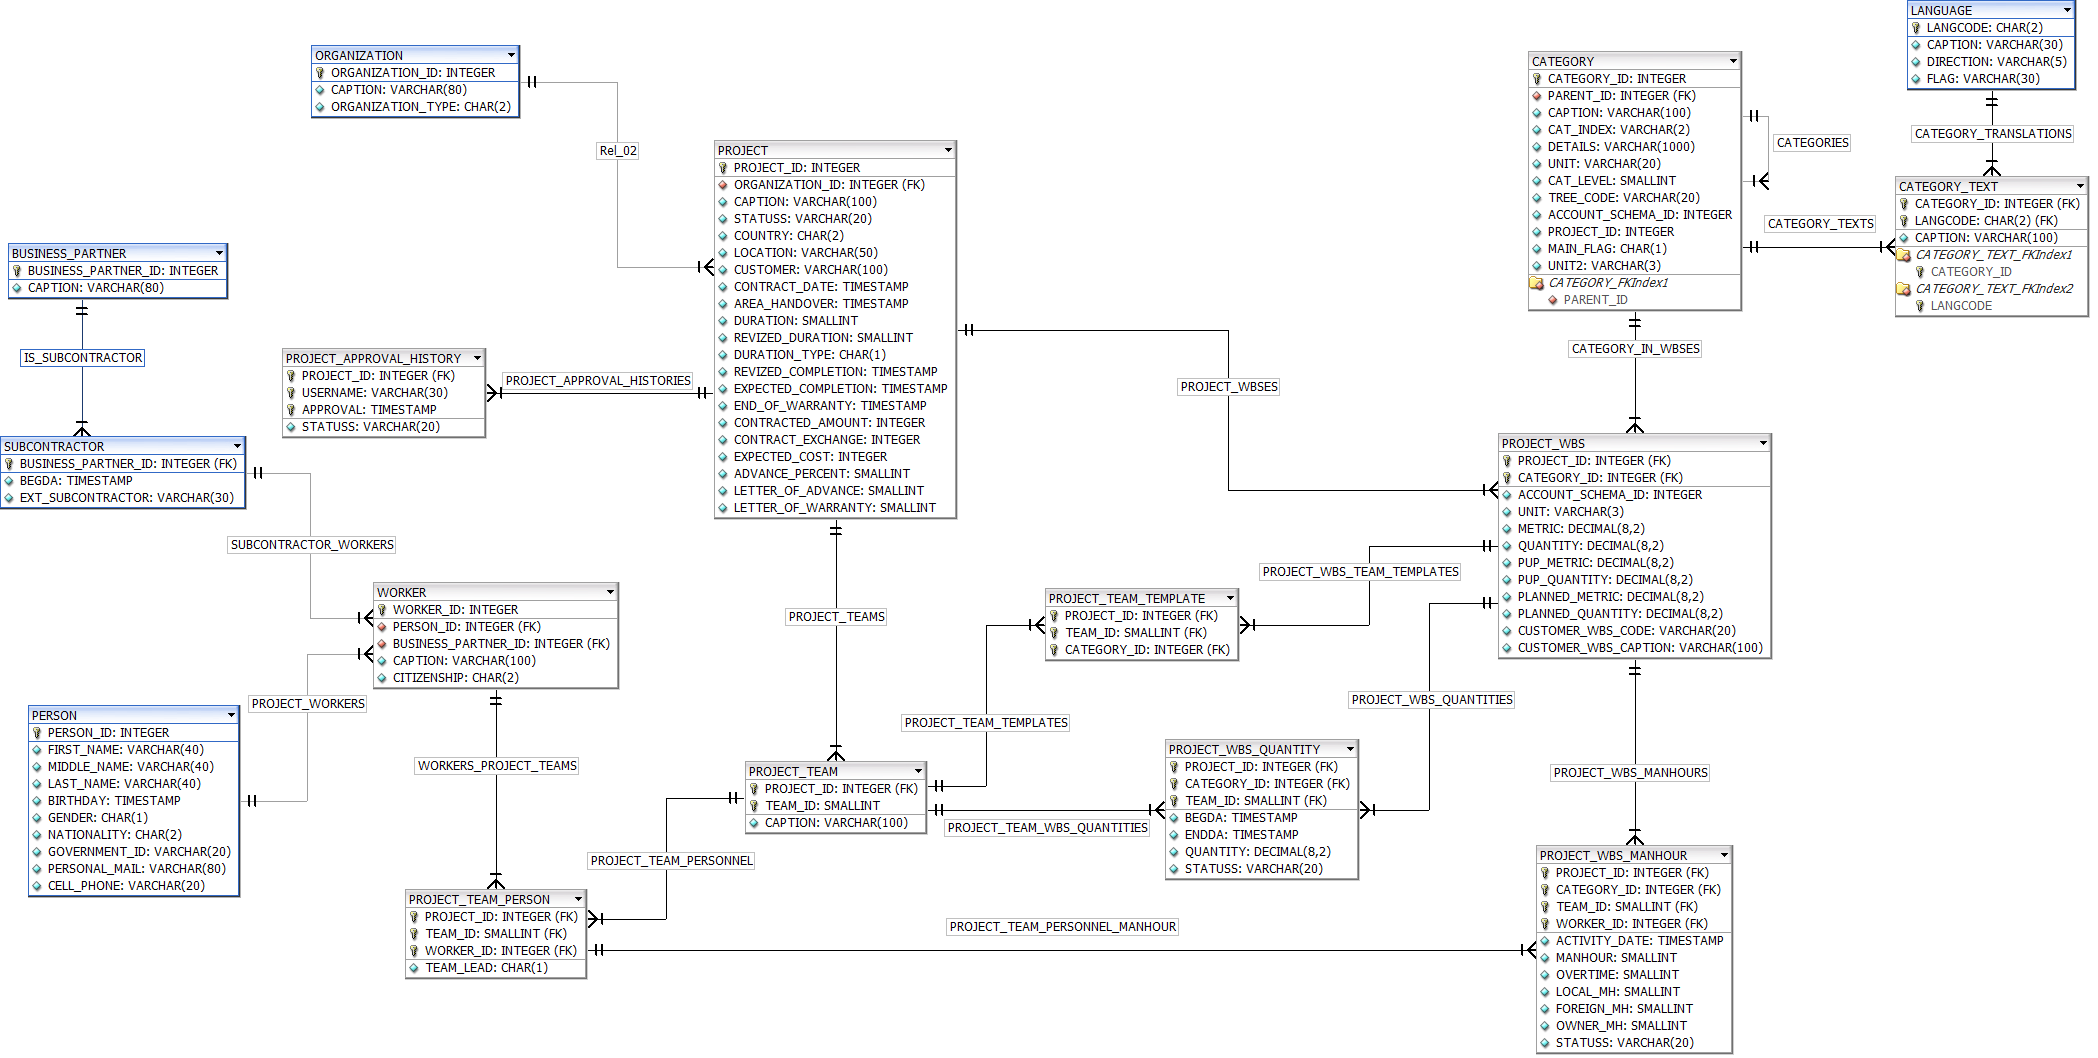 LANGUAGE
LANGCODE: CHAR(2)
CAPTION: VARCHAR(30)
DIRECTION: VARCHAR(5)
FLAG: VARCHAR(30)
CATEGORY_TRANSLATIONS
ORGANIZATION
ORGANIZATION_ID: INTEGER
CAPTION: VARCHAR(80)
ORGANIZATION_TYPE: CHAR(2)
Rel_02
CATEGORY
CATEGORY_ID: INTEGER
PARENT_ID: INTEGER (FK)
CAPTION: VARCHAR(100)
CAT_INDEX: VARCHAR(2)
DETAILS: VARCHAR(1000)
UNIT: VARCHAR(20)
CAT_LEVEL: SMALLINT
TREE_CODE: VARCHAR(20)
ACCOUNT_SCHEMA_ID: INTEGER
PROJECT_ID: INTEGER
MAIN_FLAG: CHAR(1)
UNIT2: VARCHAR(3)
CATEGORY_FKIndex1
PARENT_ID
CATEGORIES
CATEGORY_TEXTS
CATEGORY_TEXT
CATEGORY_ID: INTEGER (FK)
LANGCODE: CHAR(2) (FK)
CAPTION: VARCHAR(100)
CATEGORY_TEXT_FKIndex1
CATEGORY_ID
CATEGORY_TEXT_FKIndex2
LANGCODE
PROJECT
PROJECT_ID: INTEGER
ORGANIZATION_ID: INTEGER (FK)
CAPTION: VARCHAR(100)
STATUSS: VARCHAR(20)
COUNTRY: CHAR(2)
LOCATION: VARCHAR(50)
CUSTOMER: VARCHAR(100)
CONTRACT_DATE: TIMESTAMP
AREA_HANDOVER: TIMESTAMP
DURATION: SMALLINT
REVIZED_DURATION: SMALLINT
DURATION_TYPE: CHAR(1)
REVIZED_COMPLETION: TIMESTAMP
EXPECTED_COMPLETION: TIMESTAMP
END_OF_WARRANTY: TIMESTAMP
CONTRACTED_AMOUNT: INTEGER
CONTRACT_EXCHANGE: INTEGER
EXPECTED_COST: INTEGER
ADVANCE_PERCENT: SMALLINT
LETTER_OF_ADVANCE: SMALLINT
LETTER_OF_WARRANTY: SMALLINT
BUSINESS_PARTNER
BUSINESS_PARTNER_ID: INTEGER
CAPTION: VARCHAR(80)
IS_SUBCONTRACTOR
PROJECT_APPROVAL_HISTORY
PROJECT_ID: INTEGER (FK)
USERNAME: VARCHAR(30)
APPROVAL: TIMESTAMP
STATUSS: VARCHAR(20)
PROJECT_APPROVAL_HISTORIES
PROJECT_WBSES
CATEGORY_IN_WBSES
SUBCONTRACTOR
BUSINESS_PARTNER_ID: INTEGER (FK)
BEGDA: TIMESTAMP
EXT_SUBCONTRACTOR: VARCHAR(30)
SUBCONTRACTOR_WORKERS
PROJECT_WBS
PROJECT_ID: INTEGER (FK)
CATEGORY_ID: INTEGER (FK)
ACCOUNT_SCHEMA_ID: INTEGER
UNIT: VARCHAR(3)
METRIC: DECIMAL(8,2)
QUANTITY: DECIMAL(8,2)
PUP_METRIC: DECIMAL(8,2)
PUP_QUANTITY: DECIMAL(8,2)
PLANNED_METRIC: DECIMAL(8,2)
PLANNED_QUANTITY: DECIMAL(8,2)
CUSTOMER_WBS_CODE: VARCHAR(20)
CUSTOMER_WBS_CAPTION: VARCHAR(100)
PROJECT_WBS_TEAM_TEMPLATES
WORKER
WORKER_ID: INTEGER
PERSON_ID: INTEGER (FK)
BUSINESS_PARTNER_ID: INTEGER (FK)
CAPTION: VARCHAR(100)
CITIZENSHIP: CHAR(2)
PROJECT_TEAMS
PROJECT_TEAM_TEMPLATE
PROJECT_ID: INTEGER (FK)
TEAM_ID: SMALLINT (FK)
CATEGORY_ID: INTEGER (FK)
PROJECT_WORKERS
PROJECT_WBS_QUANTITIES
PROJECT_TEAM_TEMPLATES
PERSON
PERSON_ID: INTEGER
FIRST_NAME: VARCHAR(40)
MIDDLE_NAME: VARCHAR(40)
LAST_NAME: VARCHAR(40)
BIRTHDAY: TIMESTAMP
GENDER: CHAR(1)
NATIONALITY: CHAR(2)
GOVERNMENT_ID: VARCHAR(20)
PERSONAL_MAIL: VARCHAR(80)
CELL_PHONE: VARCHAR(20)
WORKERS_PROJECT_TEAMS
PROJECT_TEAM
PROJECT_ID: INTEGER (FK)
TEAM_ID: SMALLINT
CAPTION: VARCHAR(100)
PROJECT_WBS_QUANTITY
PROJECT_ID: INTEGER (FK)
CATEGORY_ID: INTEGER (FK)
TEAM_ID: SMALLINT (FK)
BEGDA: TIMESTAMP
ENDDA: TIMESTAMP
QUANTITY: DECIMAL(8,2)
STATUSS: VARCHAR(20)
PROJECT_WBS_MANHOURS
PROJECT_TEAM_WBS_QUANTITIES
PROJECT_TEAM_PERSONNEL
PROJECT_TEAM_PERSON
PROJECT_ID: INTEGER (FK)
TEAM_ID: SMALLINT (FK)
WORKER_ID: INTEGER (FK)
TEAM_LEAD: CHAR(1)
PROJECT_TEAM_PERSONNEL_MANHOUR
PROJECT_WBS_MANHOUR
PROJECT_ID: INTEGER (FK)
CATEGORY_ID: INTEGER (FK)
TEAM_ID: SMALLINT (FK)
WORKER_ID: INTEGER (FK)
ACTIVITY_DATE: TIMESTAMP
MANHOUR: SMALLINT
OVERTIME: SMALLINT
LOCAL_MH: SMALLINT
FOREIGN_MH: SMALLINT
OWNER_MH: SMALLINT
STATUSS: VARCHAR(20)